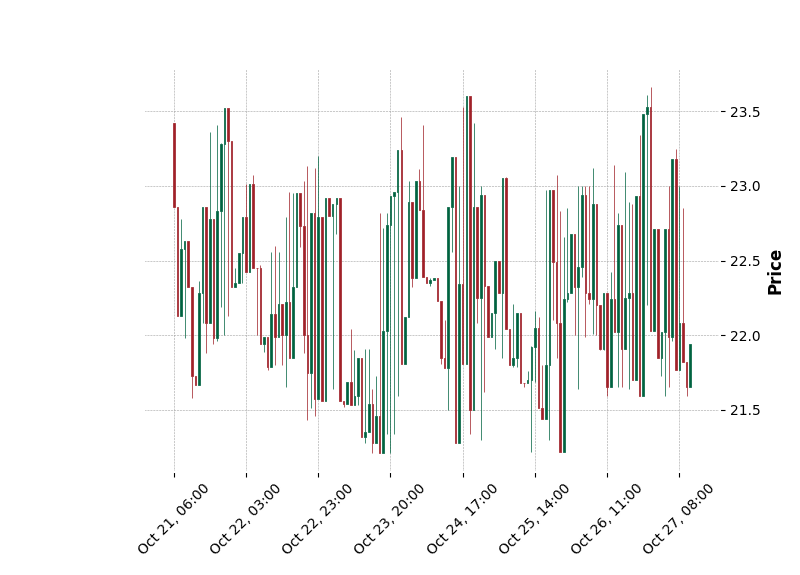 23.5
23.0
22.5
22.0
21.5
Price
Oct 21, 06:00
Oct 22, 03:00
Oct 22, 23:00
Oct 23, 20:00
Oct 24, 17:00
Oct 25, 14:00
Oct 26, 11:00
Oct 27, 08:00